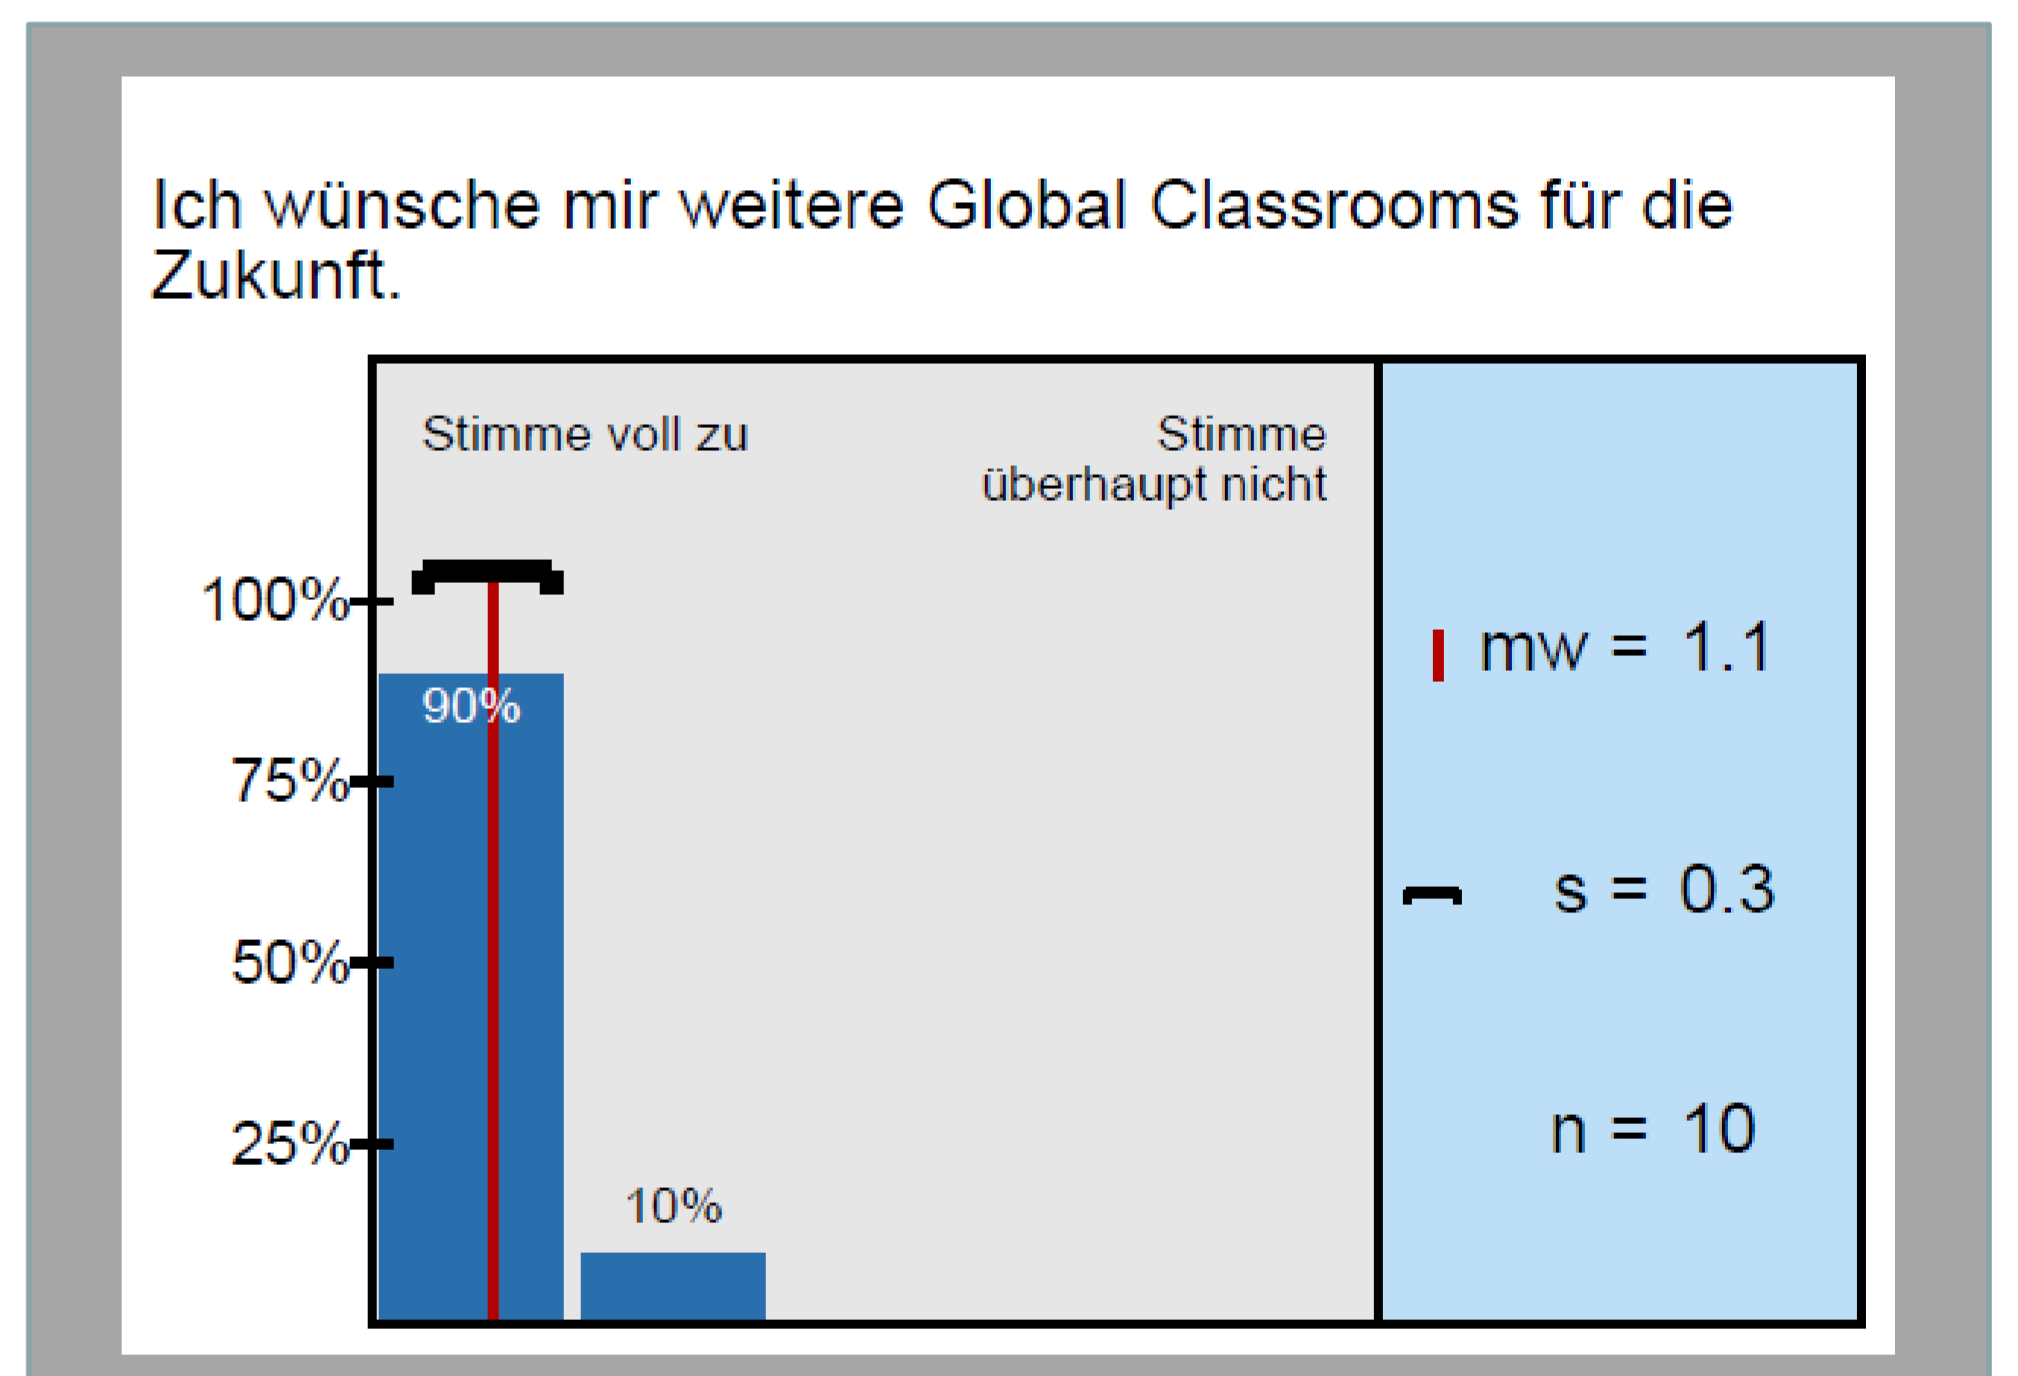 Ich wünsche mir weitere Global Classrooms für die
Zukunft.
Stimme voll zu
Stimme
überhaupt nicht
100%
90%
75%
50%
25%
10%
mw = 1.1
s = 0.3
n = 10